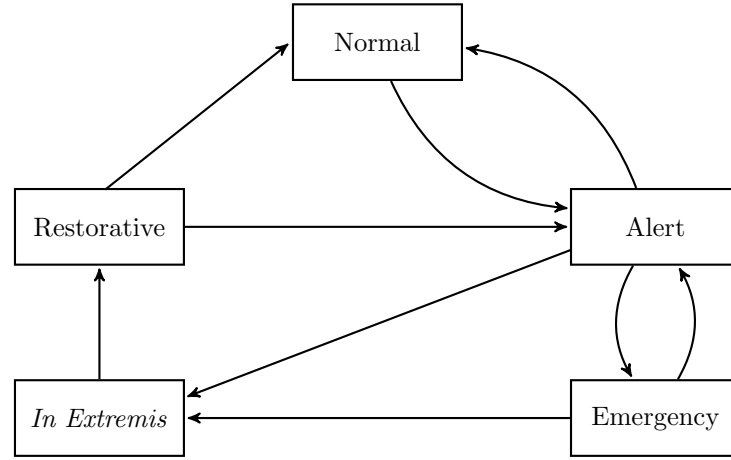 Normal
Restorative
Alert
In Extremis
Emergency